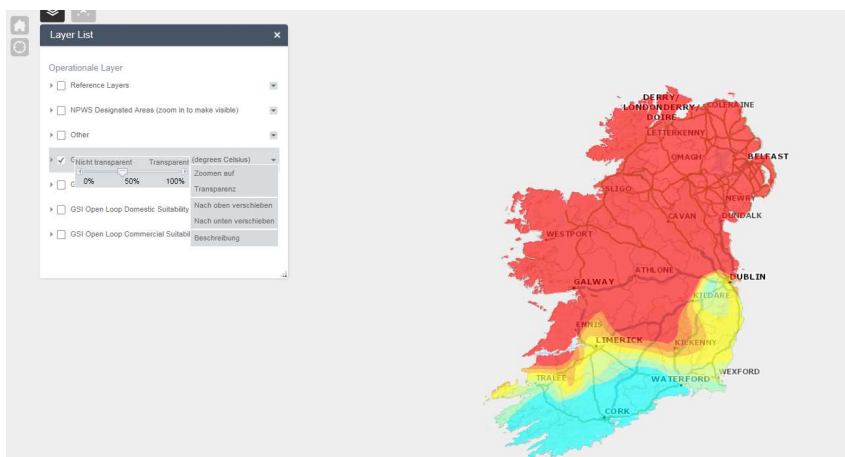 Layer List ×
Operationale Layer
Reference Layers
NPWS Designated Areas (zoom in to make visible)
Other
G (degrees Celsius)
Nicht transparent Transparent
0% 50% 100%
Zoomen auf
Transparenz
Nach oben verschieben
Nach unten verschieben
Beschreibung
G
GSI Open Loop Domestic Suitability
GSI Open Loop Commercial Suitabil
DERRY/
LONDONDERRY/
DOIRE
COLERAINE
LETTERKENNY
OMAGH
BELFAST
SLIGO
NEWRY
CAVAN
DUNDALK
WESTPORT
ATHLONE
DUBLIN
GALWAY
KILDARE
ENNIS
LIMERICK
KILKENNY
TRALEE
WATERFORD
WEXFORD
CORK